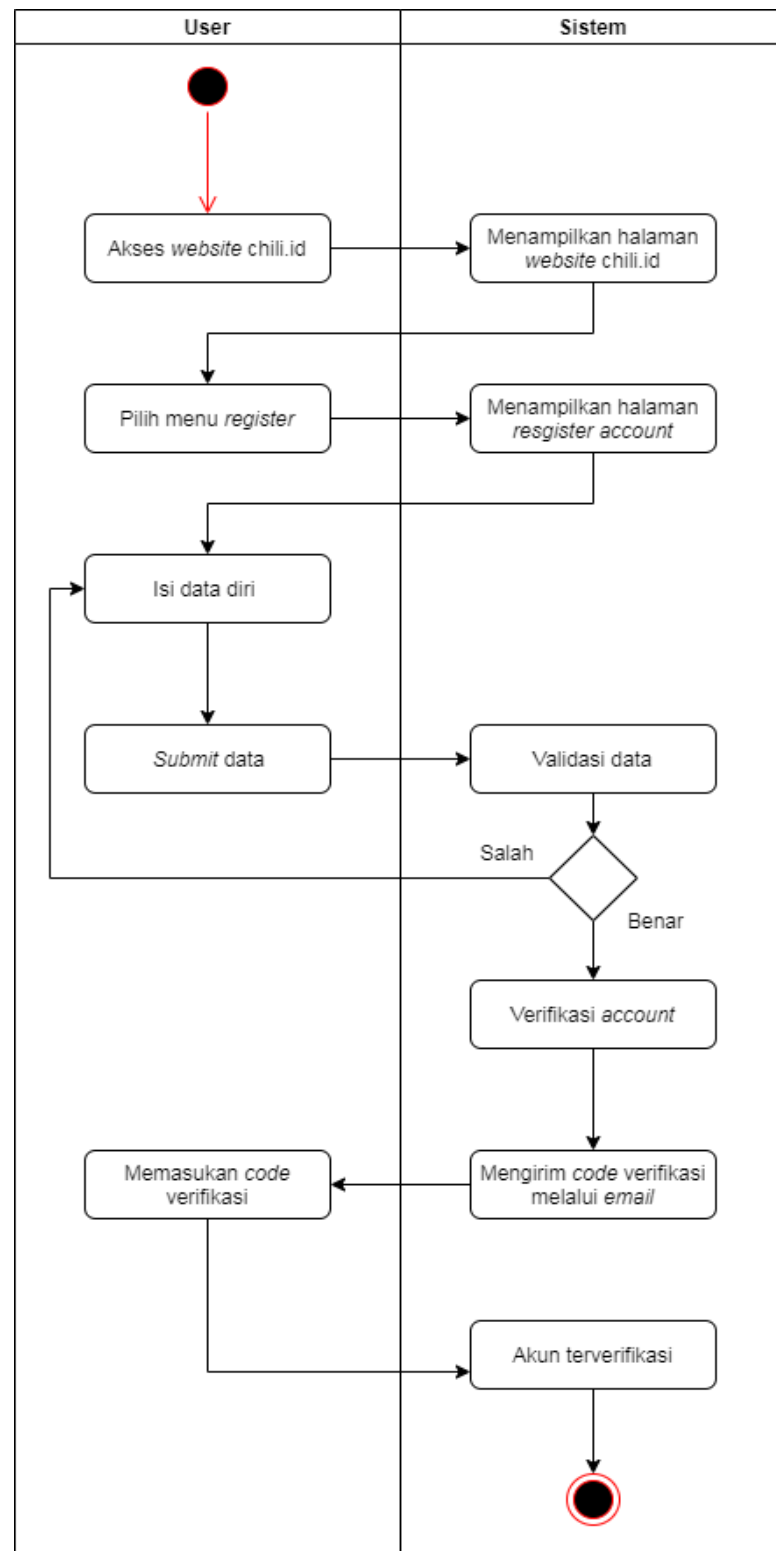 User
Sistem
Akses website chili.id
Menampilkan halaman
website chili.id
Pilih menu register
Menampilkan halaman
resgister account
Isi data diri
Submit data
Validasi data
Salah
Benar
Verifikasi account
Memasukan code
verifikasi
Mengirim code verifikasi
melalui email
Akun terverifikasi